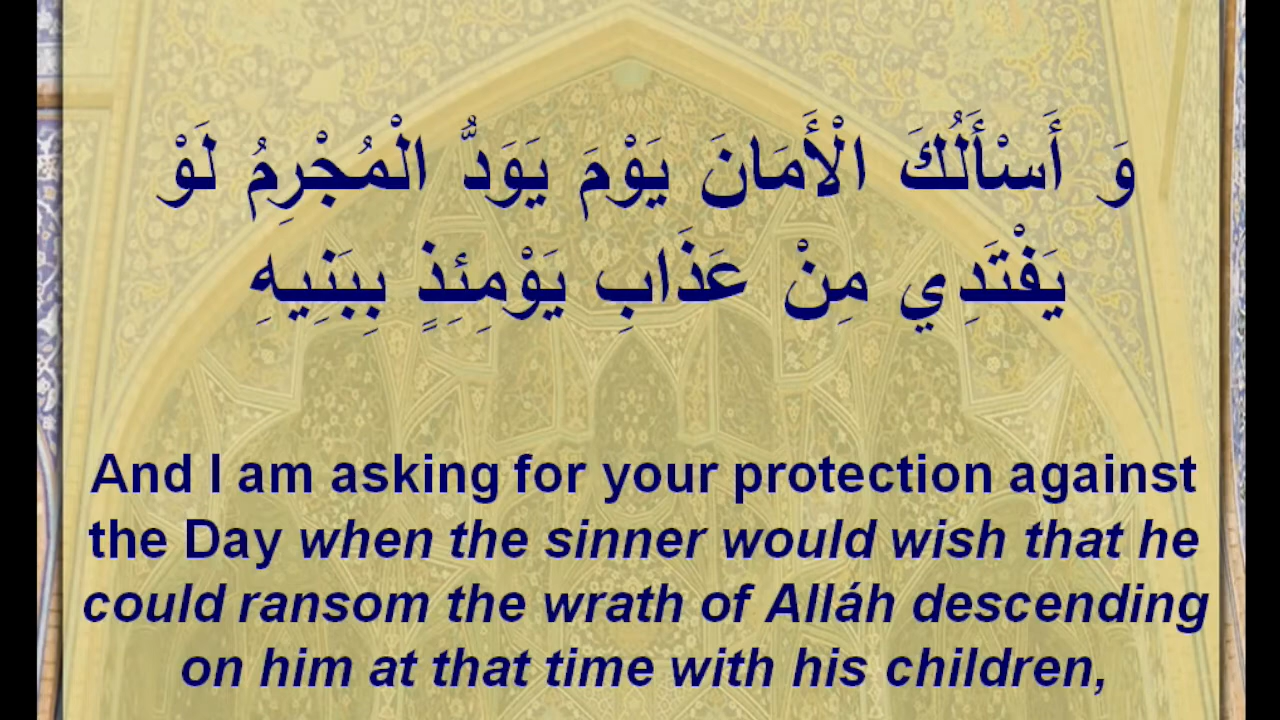 وَ أَسْأَلُكَ الْأَمَانَ يَوْمَ يَوَدُّ الْمُجْرِمُ لَوْ
يَفْتَدِي مِنْ عَذَابِ يَوْمِئِذٍ بِبَنِيهِ
And I am asking for your protection against
the Day when the sinner would wish that he
could ransom the wrath of Alláh descending
on him at that time with his children,